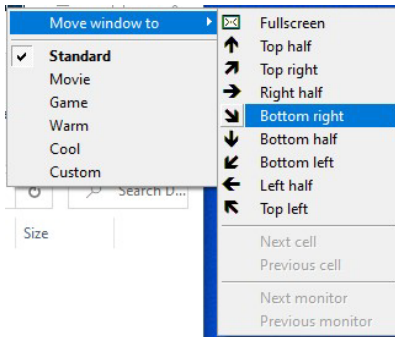 Move window to
Standard
Movie
Game
Warm
Cool
Custom
Search D...
Size
Fullscreen
Top half
Top right
Right half
Bottom right
Bottom half
Bottom left
Left half
Top left
Next cell
Previous cell
Next monitor
Previous monitor